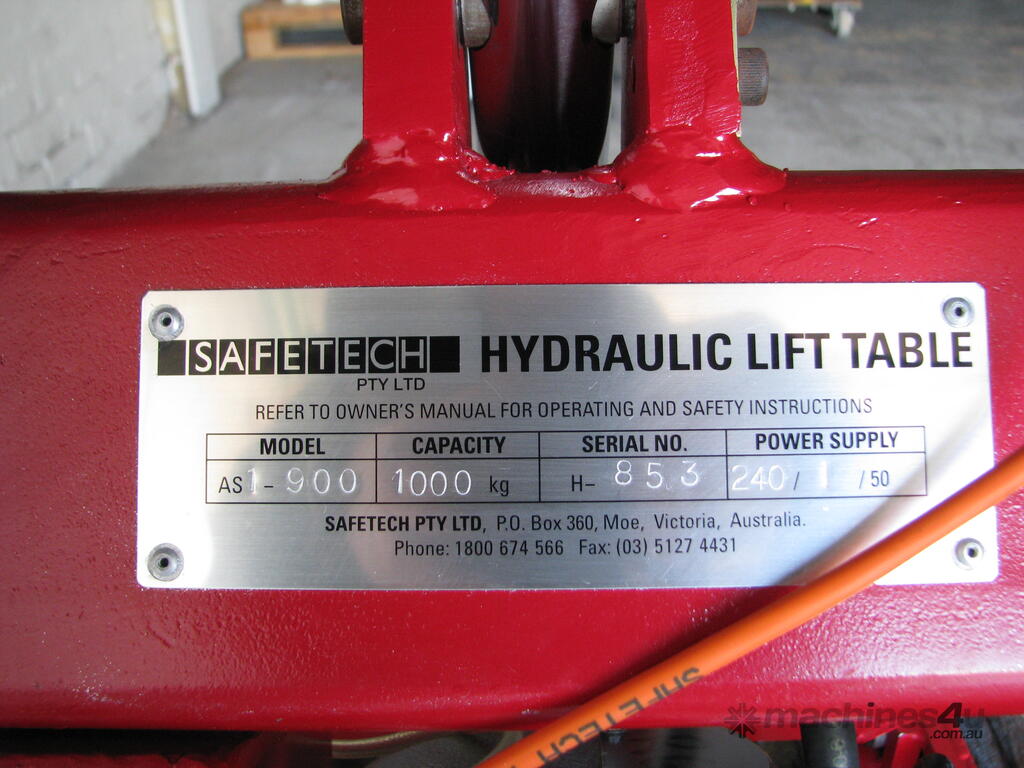 SAFETECH HYDRAULIC LIFT TABLE
PTY LTD
REFER TO OWNER'S MANUAL FOR OPERATING AND SAFETY INSTRUCTIONS
MODEL CAPACITY SERIAL NO. POWER SUPPLY
AS1-900 1000 kg H- 853 240 / 1 / 50
SAFETECH PTY LTD, P.O. Box 360, Moe, Victoria, Australia.
Phone: 1800 674 566 Fax: (03) 5127 4431
SAFETECH
machines4u
.com.au